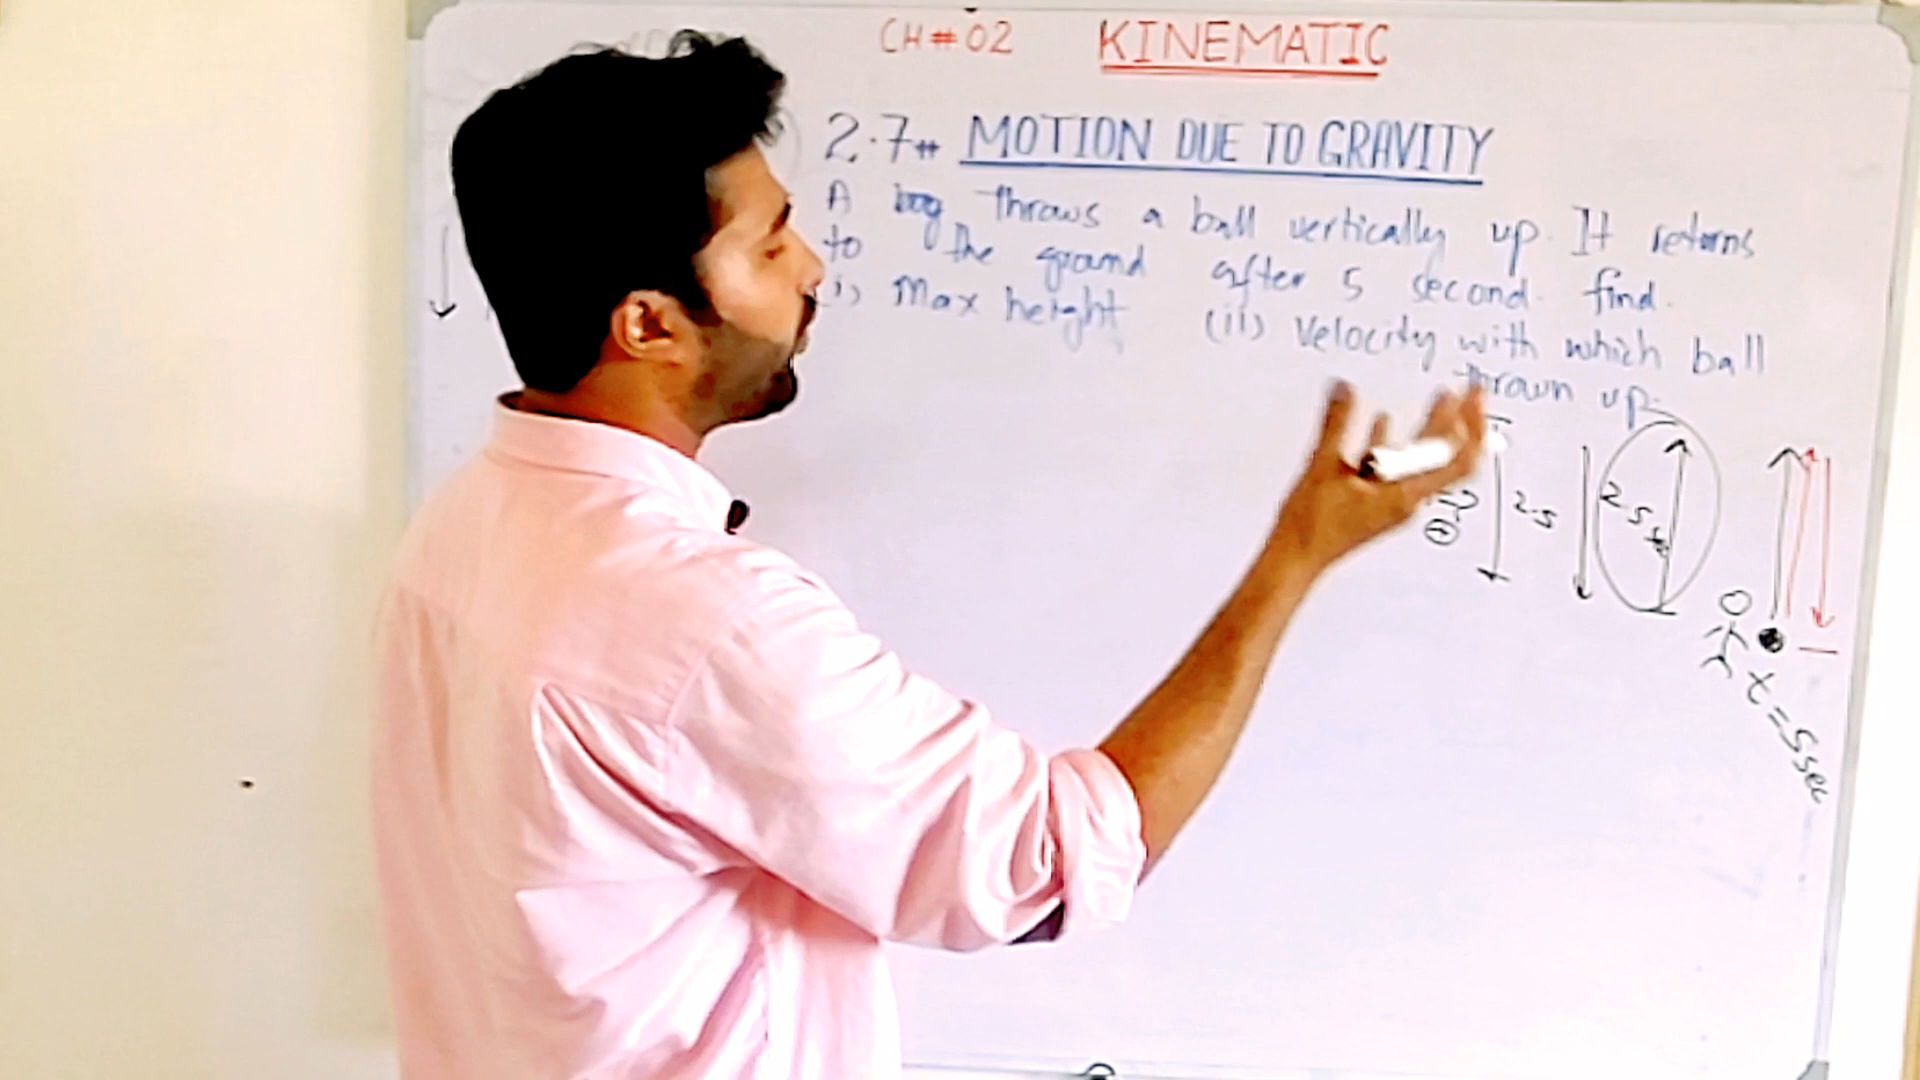 CH#02 KINEMATIC
2.7# MOTION DUE TO GRAVITY
A boy throws a ball vertically up. It returns
to the ground after 5 second. find.
(i) Max height (ii) velocity with which ball
thrown up.
2.5
2.5
t=5sec